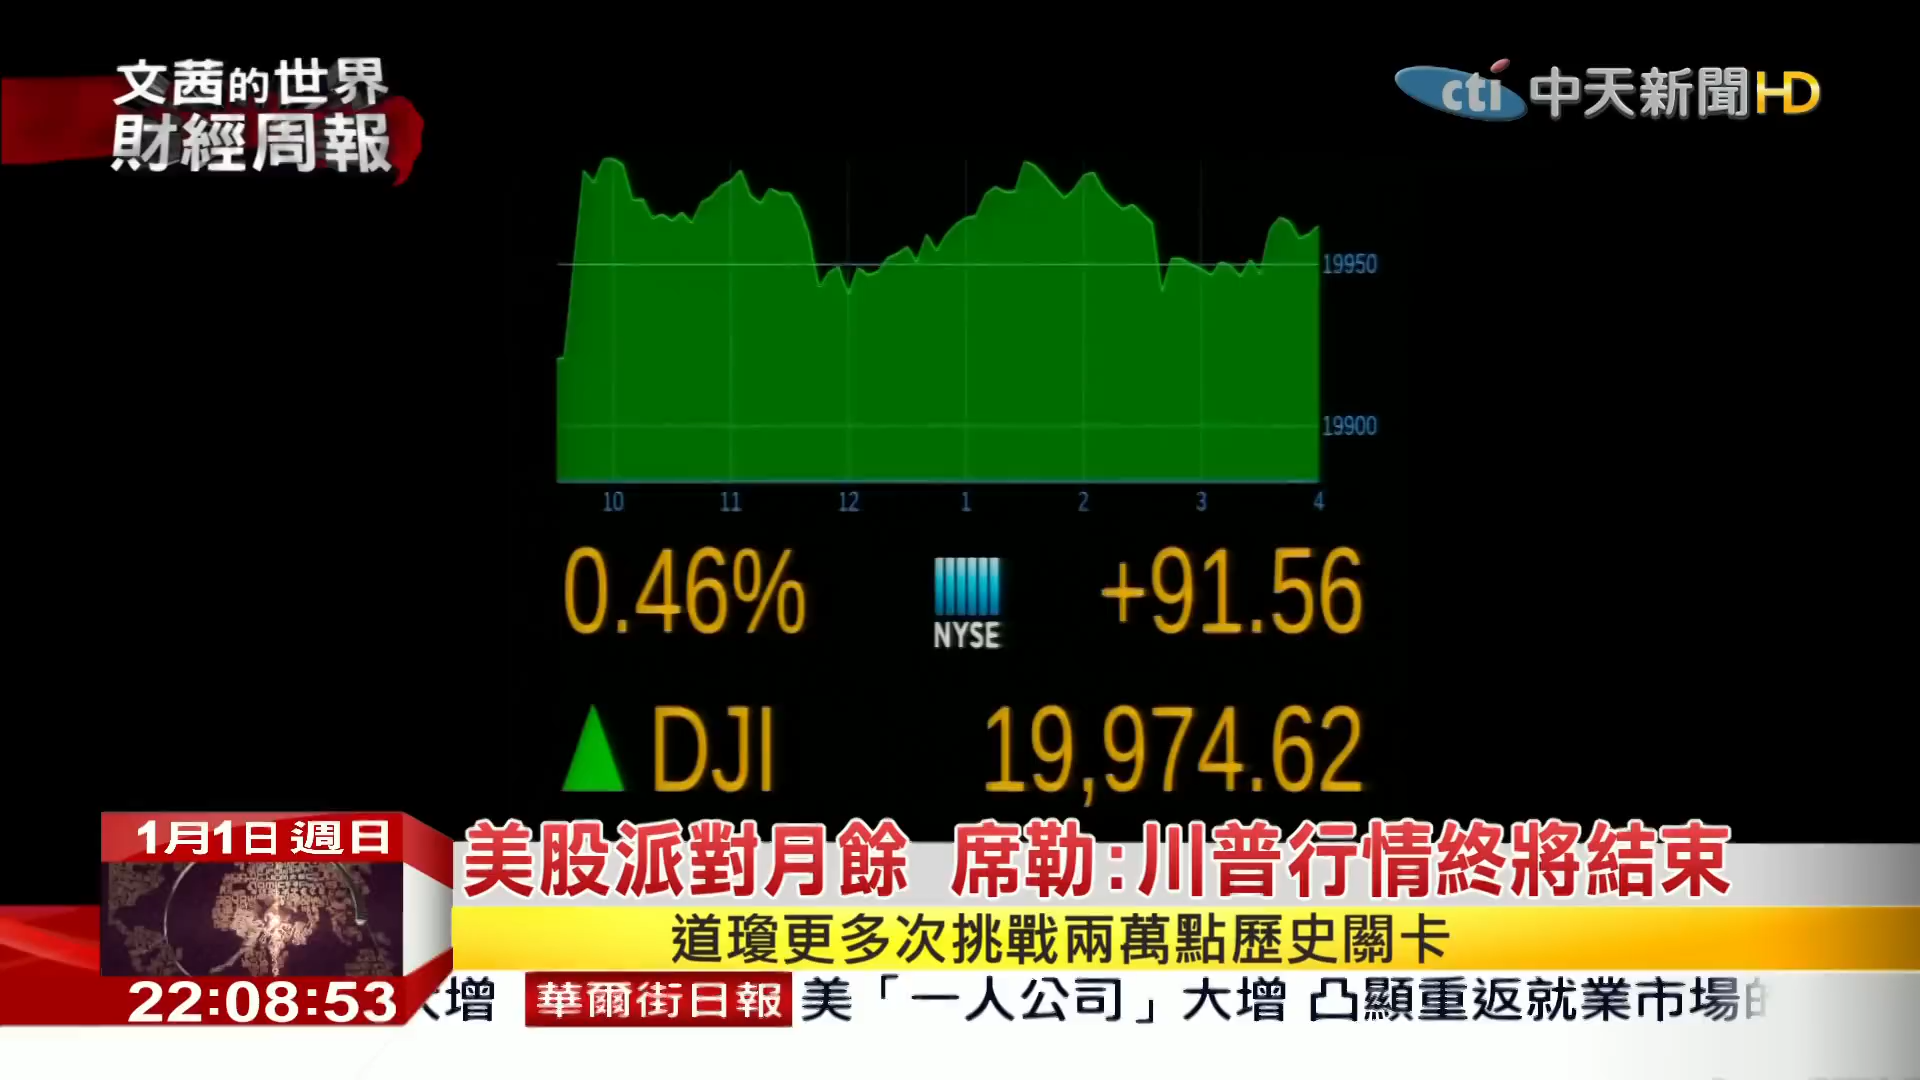 文茜的世界
財經周報
cti 中天新聞HD
19950
19900
10 11 12 1 2 3 4
0.46% NYSE +91.56
DJI 19,974.62
1月1日 週日
美股派對月餘 席勒:川普行情終將結束
道瓊更多次挑戰兩萬點歷史關卡
22:08:53
大增 華爾街日報 美「一人公司」大增 凸顯重返就業市場的